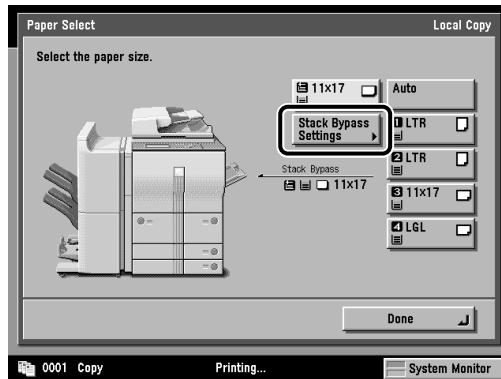 Paper Select
Local Copy
Select the paper size.
11x17
Auto
Stack Bypass
Settings
1 LTR
2 LTR
Stack Bypass
11x17
3 11x17
4 LGL
Done
0001 Copy
Printing...
System Monitor